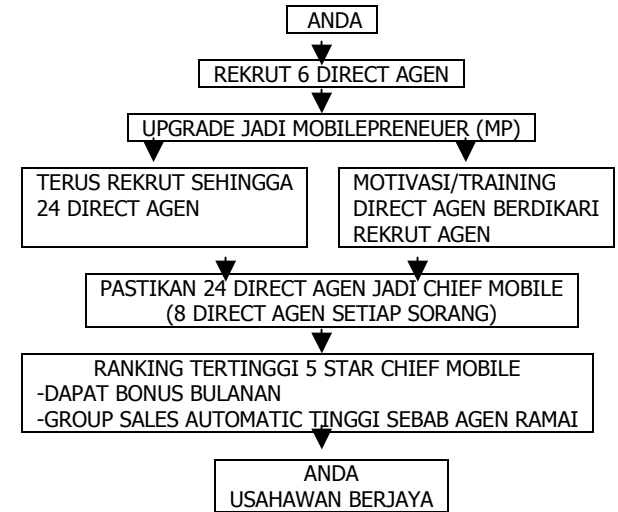 ANDA
REKRUT 6 DIRECT AGEN
UPGRADE JADI MOBILEPRENEUER (MP)
TERUS REKRUT SEHINGGA
24 DIRECT AGEN
MOTIVASI/TRAINING
DIRECT AGEN BERDIKARI
REKRUT AGEN
PASTIKAN 24 DIRECT AGEN JADI CHIEF MOBILE
(8 DIRECT AGEN SETIAP SORANG)
RANKING TERTINGGI 5 STAR CHIEF MOBILE
-DAPAT BONUS BULANAN
-GROUP SALES AUTOMATIC TINGGI SEBAB AGEN RAMAI
ANDA
USAHAWAN BERJAYA